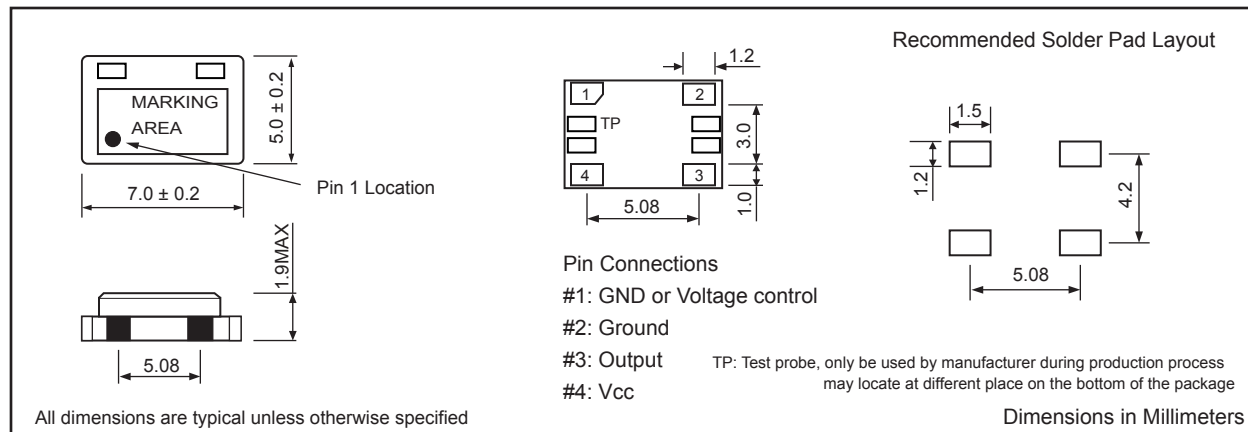 Recommended Solder Pad Layout
MARKING
AREA
5.0 ± 0.2
Pin 1 Location
7.0 ± 0.2
1.9MAX
5.08
All dimensions are typical unless otherwise specified
1.2
1
2
TP
3.0
4
3
5.08
1.0
Pin Connections
#1: GND or Voltage control
#2: Ground
#3: Output
#4: Vcc
1.5
1.2
4.2
5.08
TP: Test probe, only be used by manufacturer during production process
may locate at different place on the bottom of the package
Dimensions in Millimeters